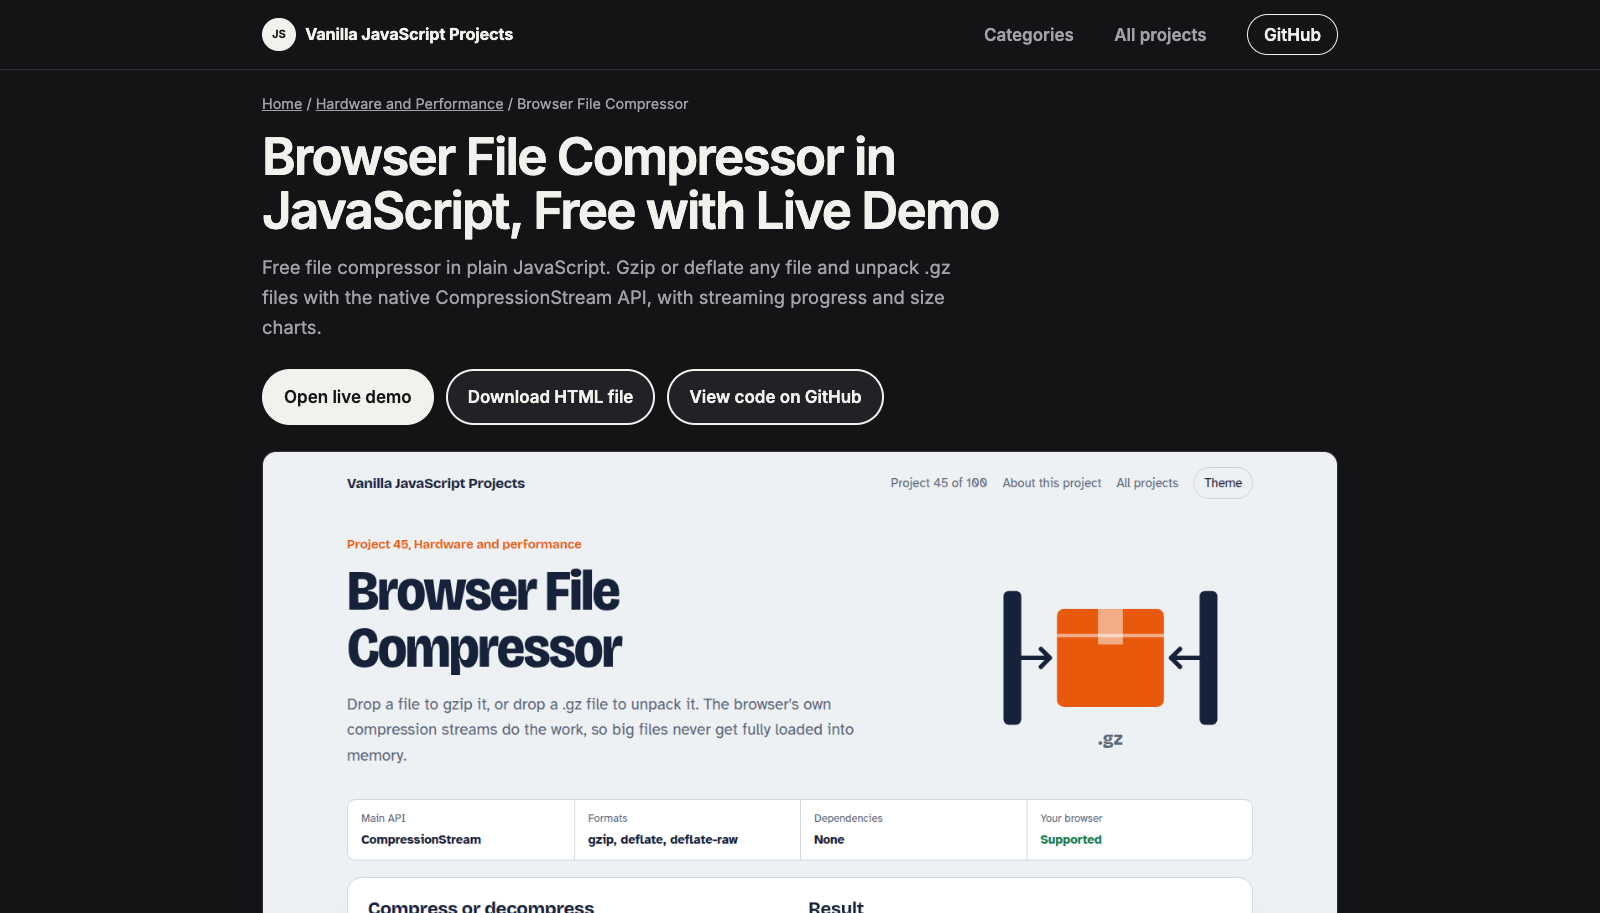 JS
Vanilla JavaScript Projects
Categories
All projects
GitHub
Home / Hardware and Performance / Browser File Compressor
Browser File Compressor in
JavaScript, Free with Live Demo
Free file compressor in plain JavaScript. Gzip or deflate any file and unpack .gz
files with the native CompressionStream API, with streaming progress and size
charts.
Open live demo
Download HTML file
View code on GitHub
Vanilla JavaScript Projects
Project 45 of 100
About this project
All projects
Theme
Project 45, Hardware and performance
Browser File
Compressor
Drop a file to gzip it, or drop a .gz file to unpack it. The browser's own
compression streams do the work, so big files never get fully loaded into
memory.
.gz
Main API
CompressionStream
Formats
gzip, deflate, deflate-raw
Dependencies
None
Your browser
Supported
Compress or decompress
Result